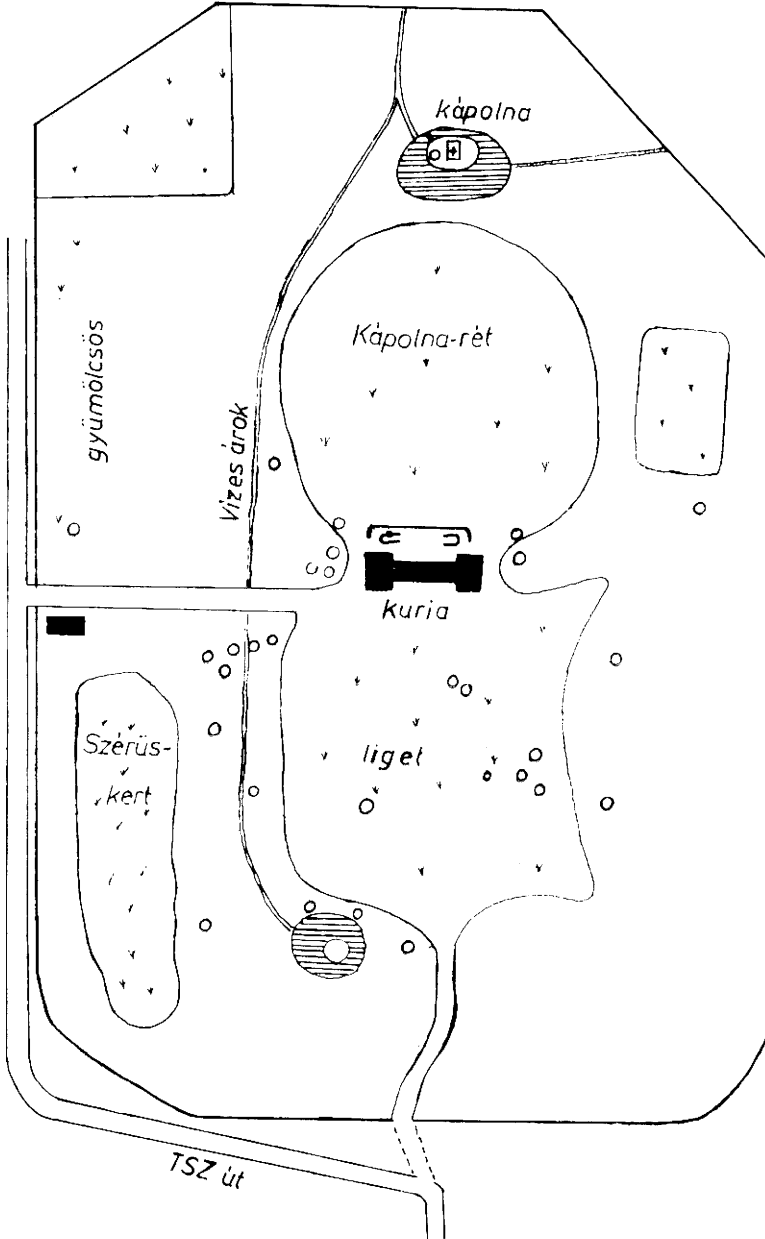 kápolna
Kápolna-rét
gyümölcsös
Vizes árok
kuria
Szérüs-
kert
liget
TSZ út